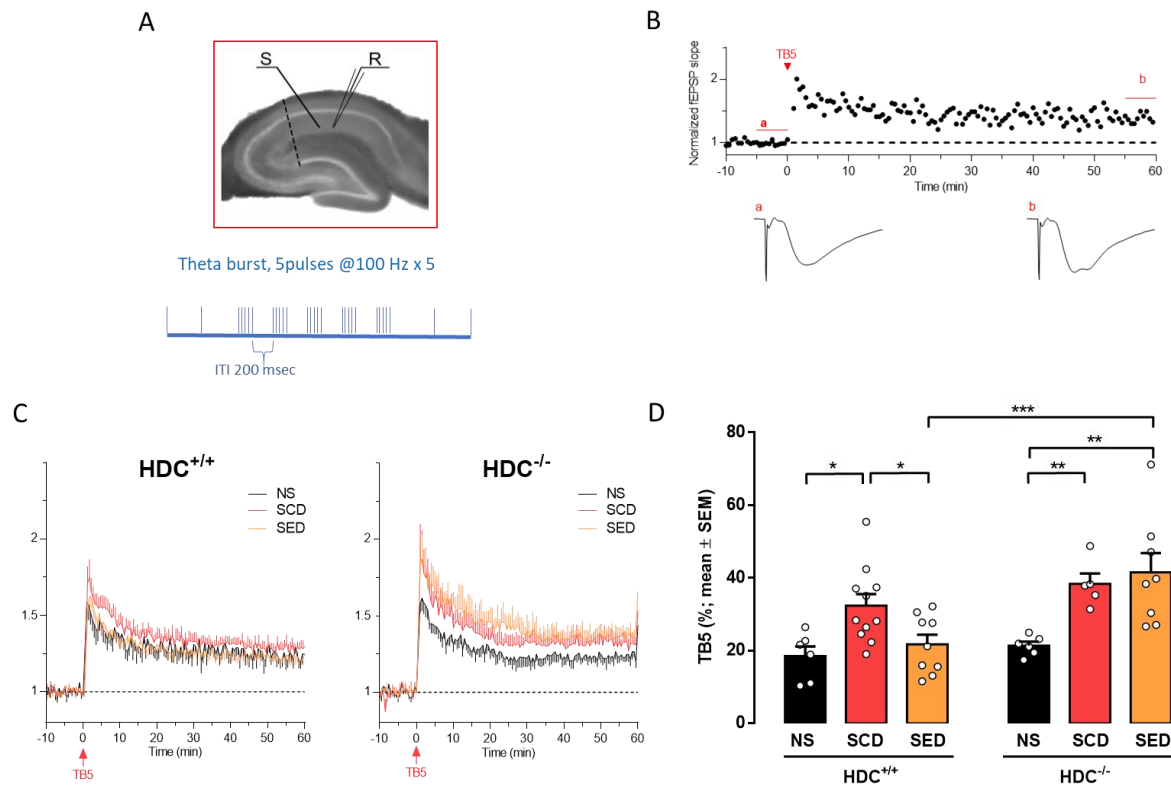 A
S R
Theta burst, 5pulses @100 Hz x 5
ITI 200 msec
B
TB5
Normalized fEPSP slope
2
1
a
b
-10 0 10 20 30 40 50 60
Time (min)
a
b
C
HDC+/+
NS
SCD
SED
2
1.5
1
-10 0 10 20 30 40 50 60
Time (min)
TB5
HDC-/-
NS
SCD
SED
2
1.5
1
-10 0 10 20 30 40 50 60
Time (min)
TB5
D
***
**
* * **
TB5 (%; mean ± SEM)
80
60
40
20
0
NS SCD SED NS SCD SED
HDC+/+ HDC-/-